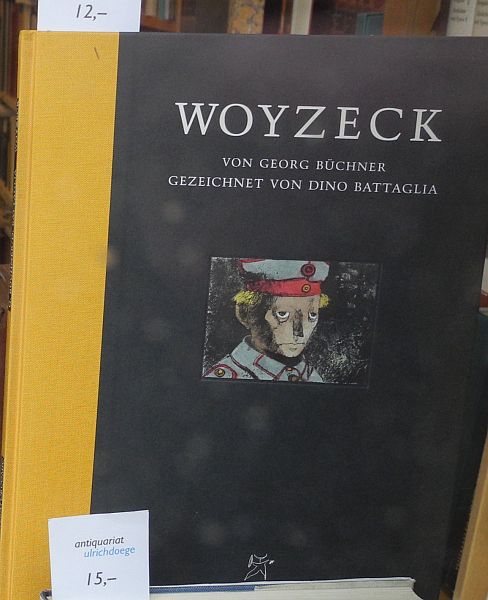 12,–
WOYZECK
VON GEORG BÜCHNER
GEZEICHNET VON DINO BATTAGLIA
antiquariat
ulrichdoege
15,–